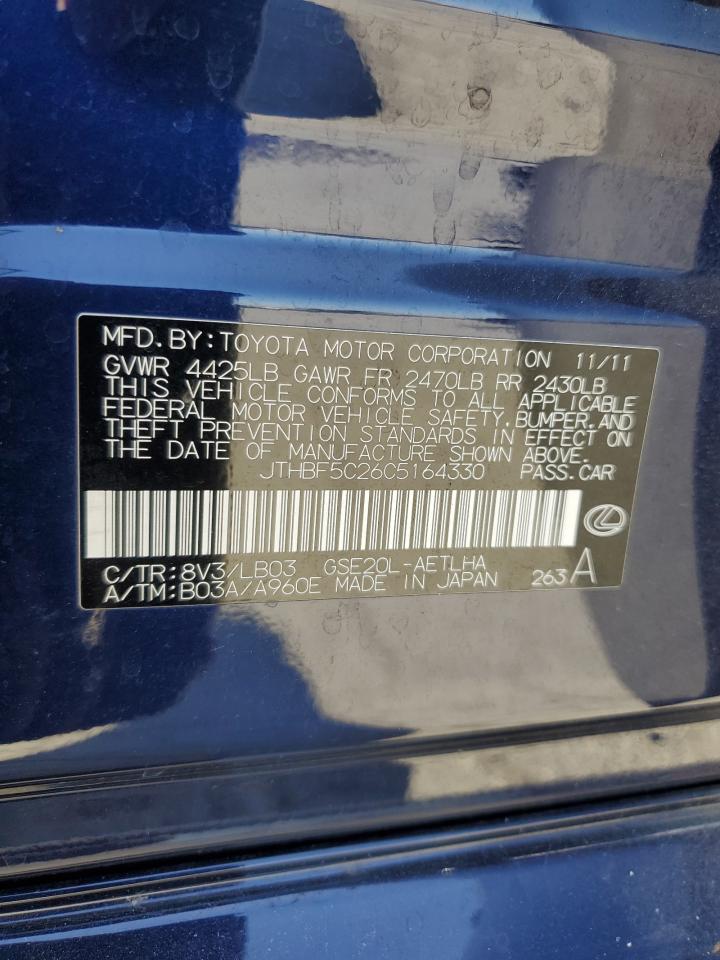 MFD.BY:TOYOTA MOTOR CORPORATION 11/11
GVWR 4425LB GAWR FR 2470LB RR 2430LB
THIS VEHICLE CONFORMS TO ALL APPLICABLE
FEDERAL MOTOR VEHICLE SAFETY,BUMPER,AND
THEFT PREVENTION STANDARDS IN EFFECT ON
THE DATE OF MANUFACTURE SHOWN ABOVE.
JTHBF5C26C5164330 PASS.CAR
C/TR:8V3/LB03 GSE20L-AETLHA
A/TM:B03A/A960E MADE IN JAPAN 263A